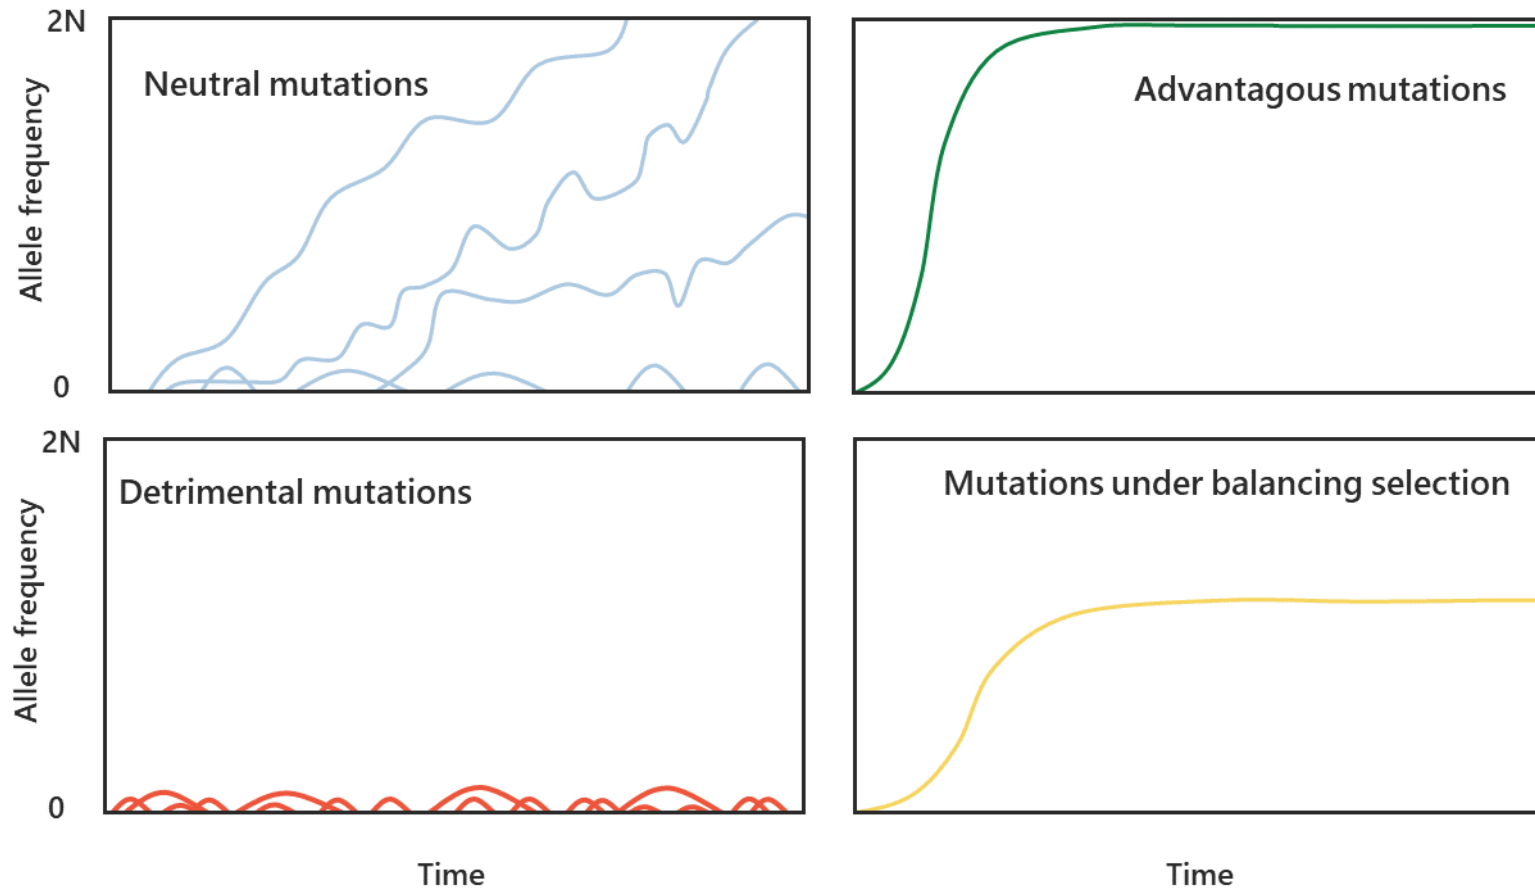 2N
Neutral mutations
Allele frequency
0
Advantagous mutations
2N
Detrimental mutations
Allele frequency
0
Time
Mutations under balancing selection
Time